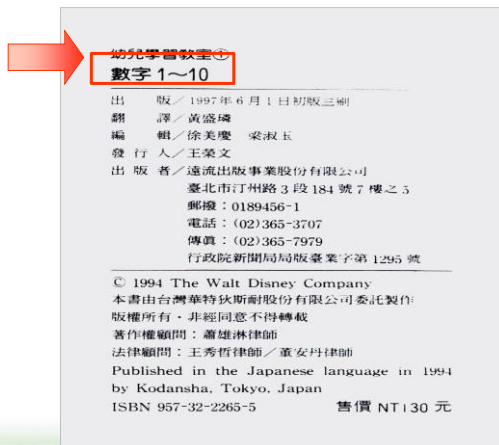 幼兒學習教室①
數字 1～10
出　　版／1997年6月1日初版三刷
翻　　譯／黃盛璘
編　　輯／徐美慶　梁淑玉
發 行 人／王榮文
出 版 者／遠流出版事業股份有限公司
臺北市汀州路3段184號7樓之5
郵撥：0189456-1
電話：(02)365-3707
傳真：(02)365-7979
行政院新聞局局版臺業字第1295號
© 1994 The Walt Disney Company
本書由台灣華特狄斯耐股份有限公司委託製作
版權所有・非經同意不得轉載
著作權顧問：蕭雄淋律師
法律顧問：王秀哲律師／董安丹律師
Published in the Japanese language in 1994
by Kodansha, Tokyo, Japan
ISBN 957-32-2265-5　售價 NT130 元